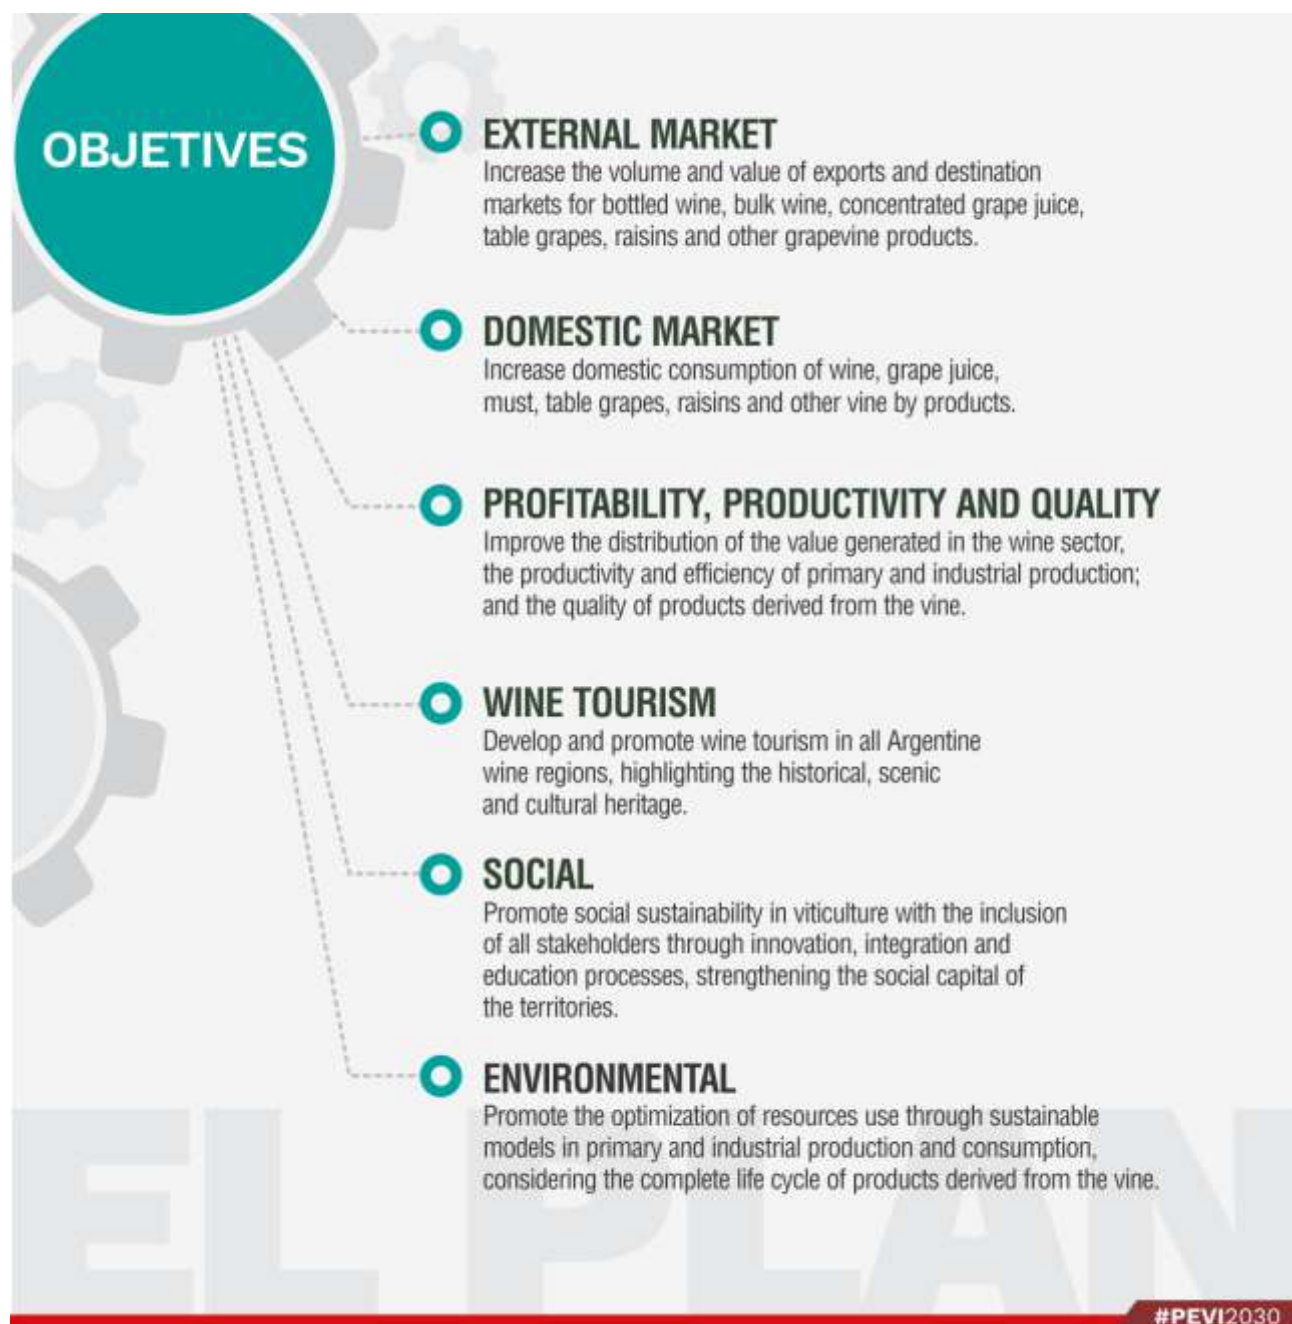 OBJETIVES
EXTERNAL MARKET
Increase the volume and value of exports and destination
markets for bottled wine, bulk wine, concentrated grape juice,
table grapes, raisins and other grapevine products.
DOMESTIC MARKET
Increase domestic consumption of wine, grape juice,
must, table grapes, raisins and other vine by products.
PROFITABILITY, PRODUCTIVITY AND QUALITY
Improve the distribution of the value generated in the wine sector,
the productivity and efficiency of primary and industrial production;
and the quality of products derived from the vine.
WINE TOURISM
Develop and promote wine tourism in all Argentine
wine regions, highlighting the historical, scenic
and cultural heritage.
SOCIAL
Promote social sustainability in viticulture with the inclusion
of all stakeholders through innovation, integration and
education processes, strengthening the social capital of
the territories.
ENVIRONMENTAL
Promote the optimization of resources use through sustainable
models in primary and industrial production and consumption,
considering the complete life cycle of products derived from the vine.
EL PLAN
#PEVI2030